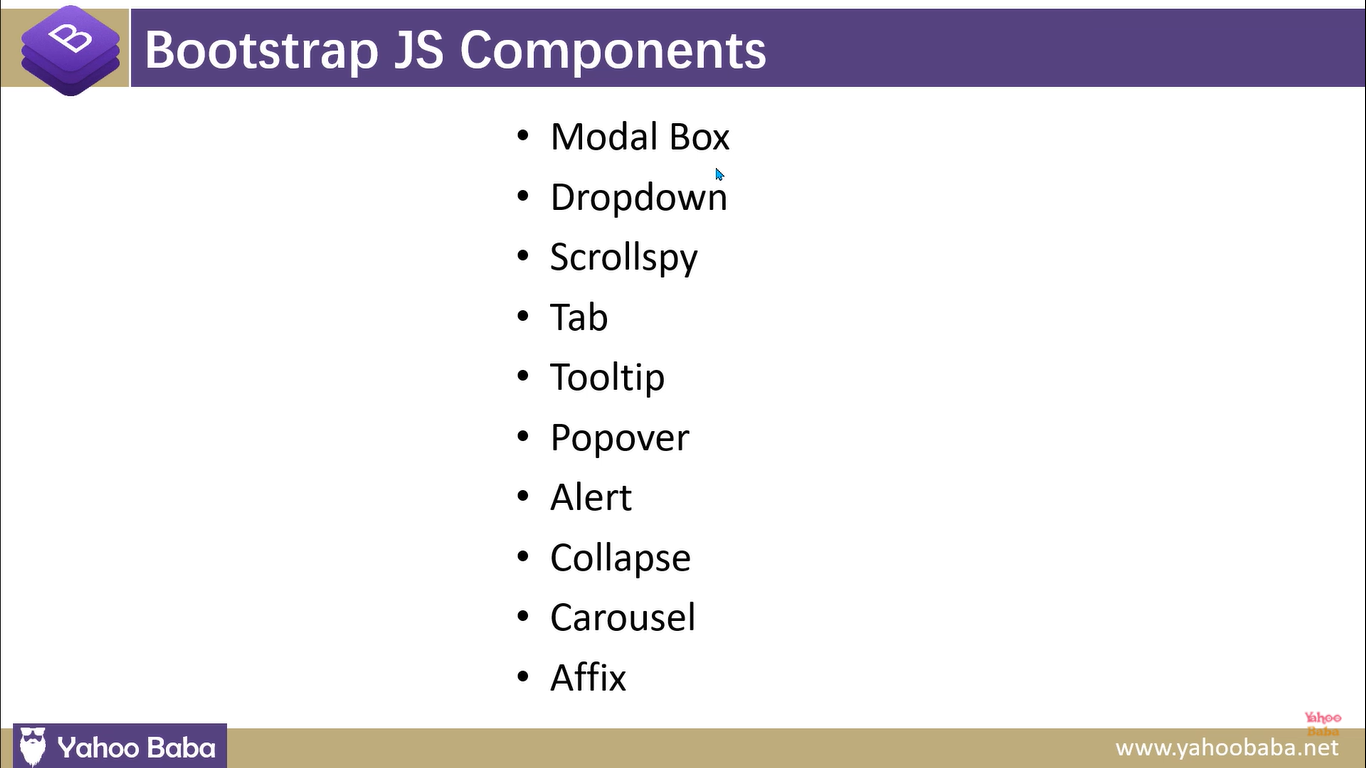 B
Bootstrap JS Components
• Modal Box
• Dropdown
• Scrollspy
• Tab
• Tooltip
• Popover
• Alert
• Collapse
• Carousel
• Affix
Yahoo
Baba
Yahoo Baba
www.yahoobaba.net